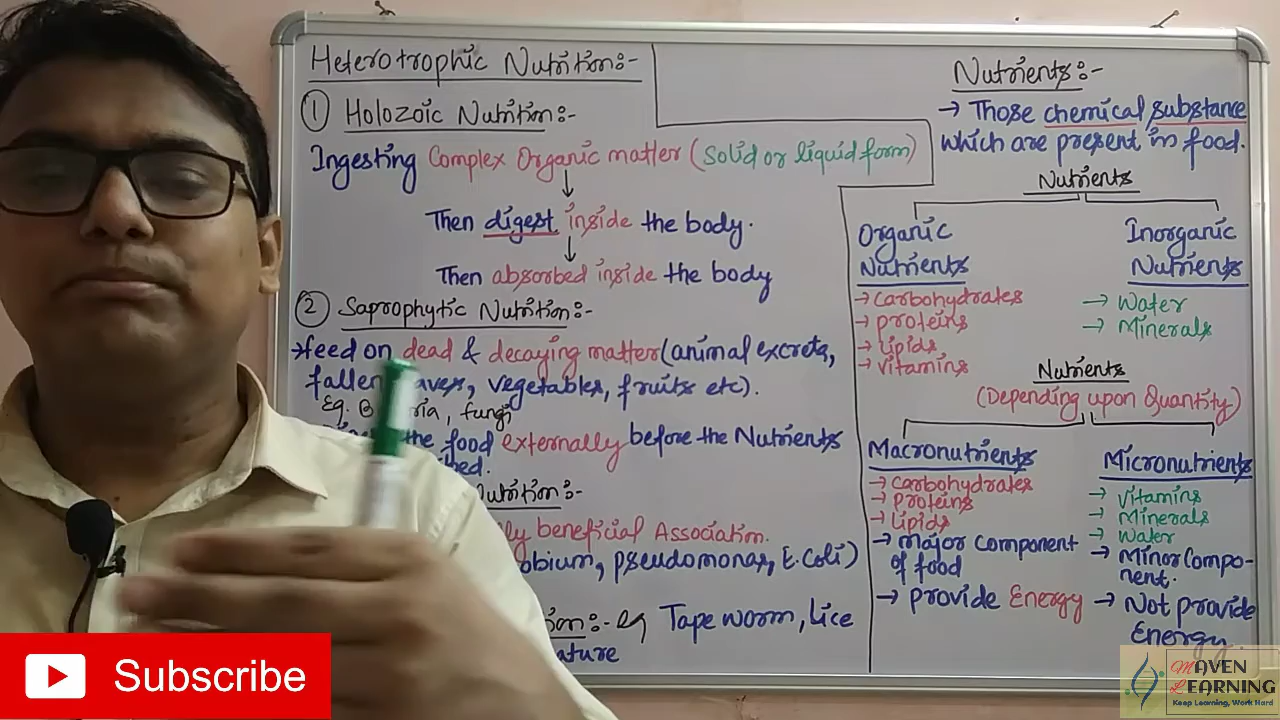 Heterotrophic Nutrition:-
① Holozoic Nutrition:-
Ingesting Complex Organic matter (Solid or liquid form)
Then digest inside the body.
Then absorbed inside the body
② Saprophytic Nutrition:-
→ feed on dead & decaying matter (animal excreta,
fallen vegetables, fruits etc).
Eg. fungi
the food externally before the Nutrients
Nutrition:-
beneficial Association.
pseudomonas, E. Coli)
:- eg Tape worm, Lice
Nutrients:-
→ Those chemical substance
which are present in food.
Nutrients
Organic
Nutrients
→ Carbohydrates
→ proteins
→ Lipids
→ vitamins
Inorganic
Nutrients
→ Water
→ Minerals
Nutrients
(Depending upon Quantity)
Macronutrients
→ Carbohydrates
→ Proteins
→ Lipids
→ Major component
of food
→ Provide Energy
Micronutrients
→ Vitamins
→ Minerals
→ Water
→ Minor Compo-
nent.
→ Not provide
Energy.
Subscribe
MAVEN
LEARNING
Keep Learning, Work Hard